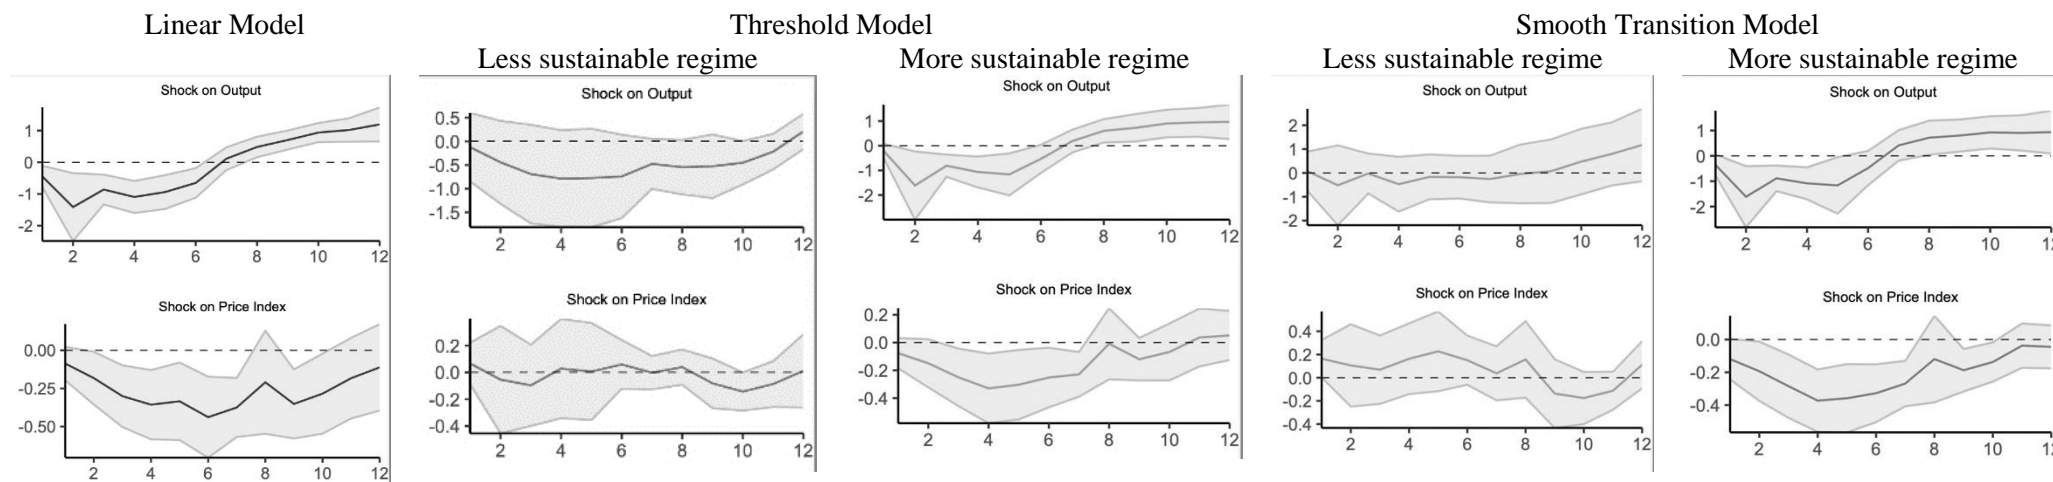 Linear Model
Threshold Model
Smooth Transition Model
Less sustainable regime
More sustainable regime
Less sustainable regime
More sustainable regime
Shock on Output
1
0
-1
-2
2 4 6 8 10 12
Shock on Output
0.5
0.0
-0.5
-1.0
-1.5
2 4 6 8 10 12
Shock on Output
1
0
-1
-2
2 4 6 8 10 12
Shock on Output
2
1
0
-1
-2
2 4 6 8 10 12
Shock on Output
1
0
-1
-2
2 4 6 8 10 12
Shock on Price Index
0.00
-0.25
-0.50
2 4 6 8 10 12
Shock on Price Index
0.2
0.0
-0.2
-0.4
2 4 6 8 10 12
Shock on Price Index
0.2
0.0
-0.2
-0.4
2 4 6 8 10 12
Shock on Price Index
0.4
0.2
0.0
-0.2
-0.4
2 4 6 8 10 12
Shock on Price Index
0.0
-0.2
-0.4
2 4 6 8 10 12